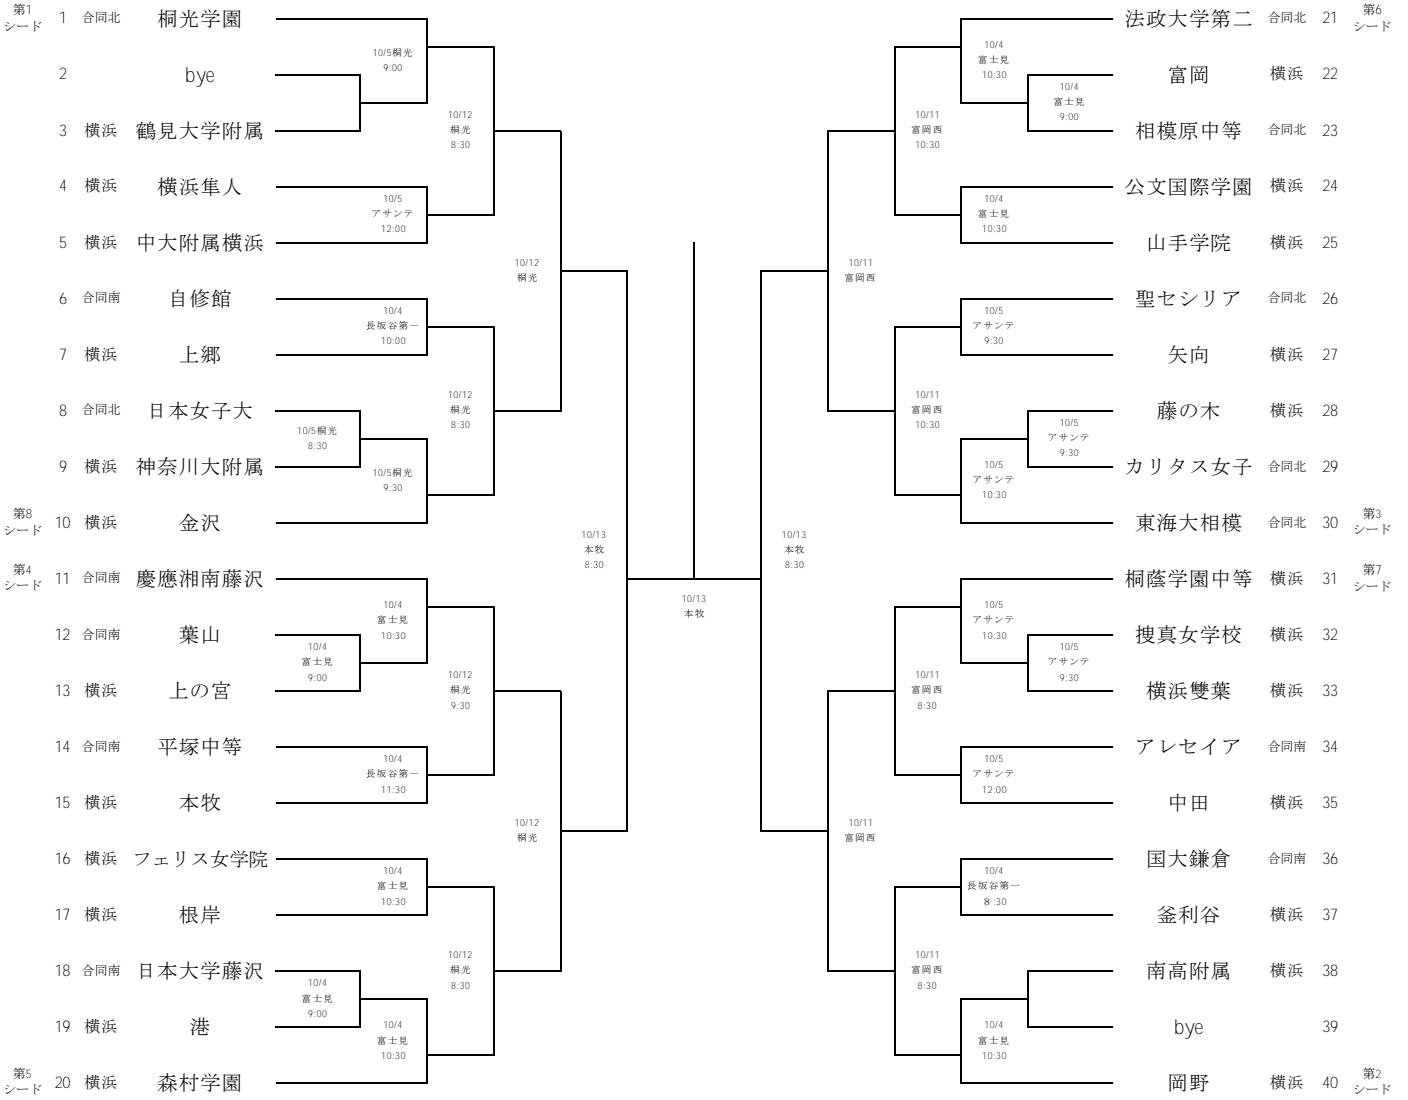 第1
シード 1 合同北 桐光学園
2 bye
3 横浜 鶴見大学附属
4 横浜 横浜隼人
5 横浜 中大附属横浜
6 合同南 自修館
7 横浜 上郷
8 合同北 日本女子大
9 横浜 神奈川大附属
第8
シード 10 横浜 金沢
第4
シード 11 合同南 慶應湘南藤沢
12 合同南 葉山
13 横浜 上の宮
14 合同南 平塚中等
15 横浜 本牧
16 横浜 フェリス女学院
17 横浜 根岸
18 合同南 日本大学藤沢
19 横浜 港
第5
シード 20 横浜 森村学園
10/5桐光
8:30
10/4
富士見
9:00
10/4
富士見
9:00
10/5桐光
9:00
10/5
アサンテ
12:00
10/4
長坂谷第一
10:00
10/5桐光
9:30
10/4
富士見
10:30
10/4
長坂谷第一
11:30
10/4
富士見
10:30
10/4
富士見
10:30
10/12
桐光
8:30
10/12
桐光
8:30
10/12
桐光
9:30
10/12
桐光
8:30
10/12
桐光
10/12
桐光
10/13
本牧
8:30
10/13
本牧
10/13
本牧
8:30
10/11
富岡西
10/11
富岡西
10/11
富岡西
10:30
10/11
富岡西
10:30
10/11
富岡西
8:30
10/11
富岡西
8:30
10/4
富士見
10:30
10/4
富士見
10:30
10/5
アサンテ
9:30
10/5
アサンテ
10:30
10/5
アサンテ
10:30
10/5
アサンテ
12:00
10/4
長坂谷第一
8:30
10/4
富士見
10:30
10/4
富士見
9:00
10/5
アサンテ
9:30
10/5
アサンテ
9:30
法政大学第二 合同北 21 第6
シード
富岡 横浜 22
相模原中等 合同北 23
公文国際学園 横浜 24
山手学院 横浜 25
聖セシリア 合同北 26
矢向 横浜 27
藤の木 横浜 28
カリタス女子 合同北 29
東海大相模 合同北 30 第3
シード
桐蔭学園中等 横浜 31 第7
シード
捜真女学校 横浜 32
横浜雙葉 横浜 33
アレセイア 合同南 34
中田 横浜 35
国大鎌倉 合同南 36
釜利谷 横浜 37
南高附属 横浜 38
bye 39
岡野 横浜 40 第2
シード